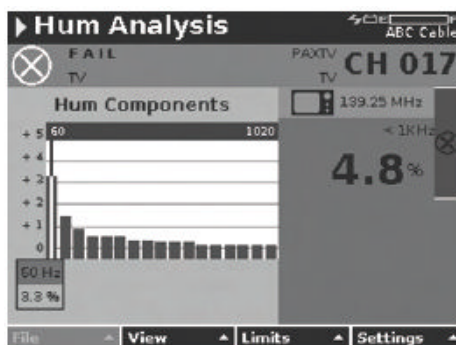 Hum Analysis
ABC Cable
FAIL
TV
PAXTV
TV
CH 017
Hum Components
139.25 MHz
60
1020
< 1KHz
4.8%
+ 5
+ 4
+ 3
+ 2
+ 1
0
60 Hz
3.3 %
File
View
Limits
Settings